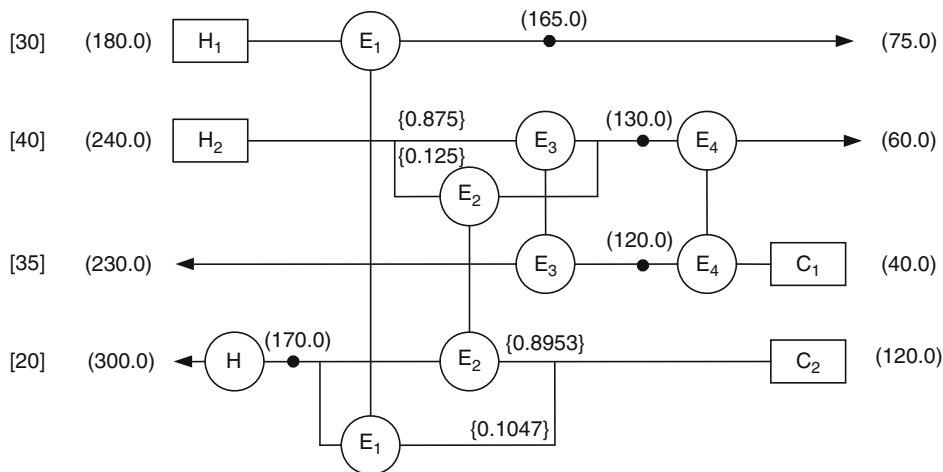 [30] (180.0) H1 E1 (165.0) (75.0)
{0.875} (130.0)
[40] (240.0) H2 E3 E4 (60.0)
{0.125}
E2
(120.0)
[35] (230.0) E3 E4 C1 (40.0)
(170.0) {0.8953}
[20] (300.0) H E2 C2 (120.0)
{0.1047}
E1